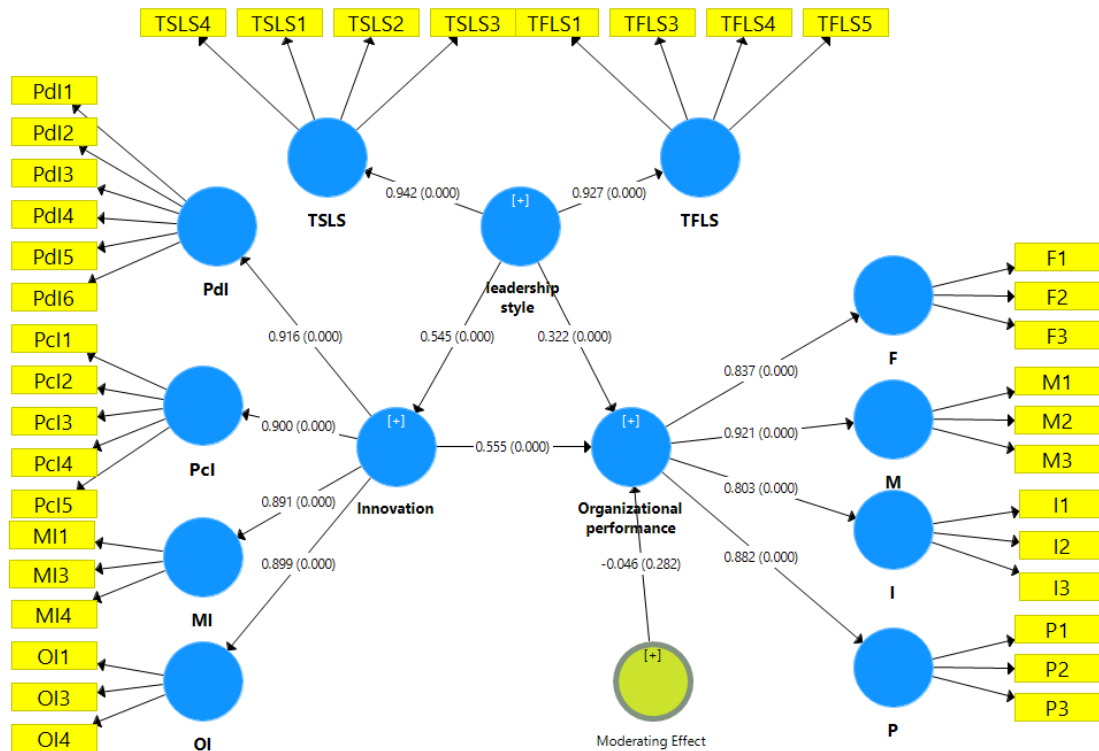 TSLS4
TSLS1
TSLS2
TSLS3
TFLS1
TFLS3
TFLS4
TFLS5
PdI1
PdI2
PdI3
PdI4
PdI5
PdI6
PcI1
PcI2
PcI3
PcI4
PcI5
MI1
MI3
MI4
OI1
OI3
OI4
PdI
PcI
MI
OI
TSLS
TFLS
0.942 (0.000)
0.927 (0.000)
[+]
leadership
style
0.545 (0.000)
0.322 (0.000)
0.916 (0.000)
0.900 (0.000)
0.891 (0.000)
0.899 (0.000)
[+]
Innovation
0.555 (0.000)
[+]
Organizational
performance
0.837 (0.000)
0.921 (0.000)
0.803 (0.000)
0.882 (0.000)
-0.046 (0.282)
[+]
Moderating Effect
F
M
I
P
F1
F2
F3
M1
M2
M3
I1
I2
I3
P1
P2
P3